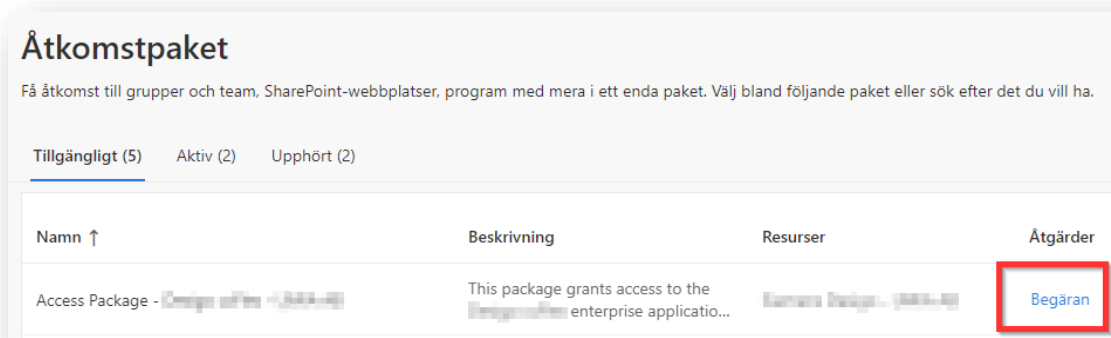 Åtkomstpaket
Få åtkomst till grupper och team, SharePoint-webbplatser, program med mera i ett enda paket. Välj bland följande paket eller sök efter det du vill ha.
Tillgängligt (5) Aktiv (2) Upphört (2)
Namn ↑ Beskrivning Resurser Åtgärder
Access Package - This package grants access to the Begäran
enterprise applicatio...